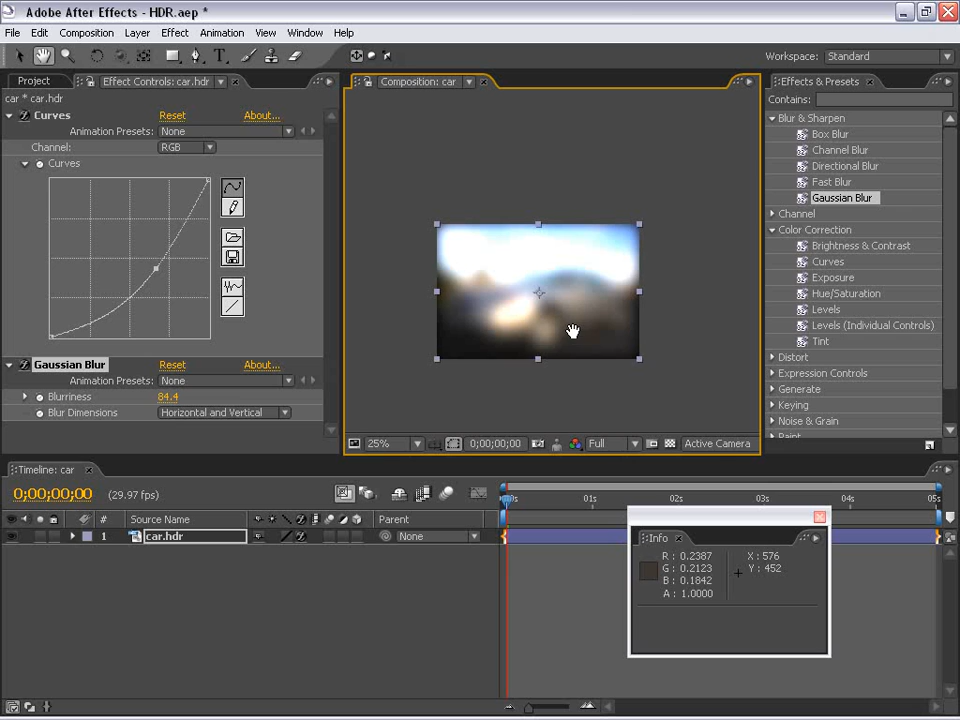 Adobe After Effects - HDR.aep *
File Edit Composition Layer Effect Animation View Window Help
Workspace: Standard
Project Effect Controls: car.hdr
Composition: car
Effects & Presets
car * car.hdr
Contains:
Curves Reset About...
Animation Presets: None
Channel: RGB
Curves
Gaussian Blur Reset About...
Animation Presets: None
Blurriness 84.4
Blur Dimensions Horizontal and Vertical
25% 0;00;00;00 Full Active Camera
Blur & Sharpen
Box Blur
Channel Blur
Directional Blur
Fast Blur
Gaussian Blur
Channel
Color Correction
Brightness & Contrast
Curves
Exposure
Hue/Saturation
Levels
Levels (Individual Controls)
Tint
Distort
Expression Controls
Generate
Keying
Noise & Grain
Paint
Timeline: car
0;00;00;00 (29.97 fps)
# Source Name Parent
01s 02s 03s 04s 05s
1 car.hdr None
Info
R: 0.2387 X: 576
G: 0.2123 Y: 452
B: 0.1842
A: 1.0000